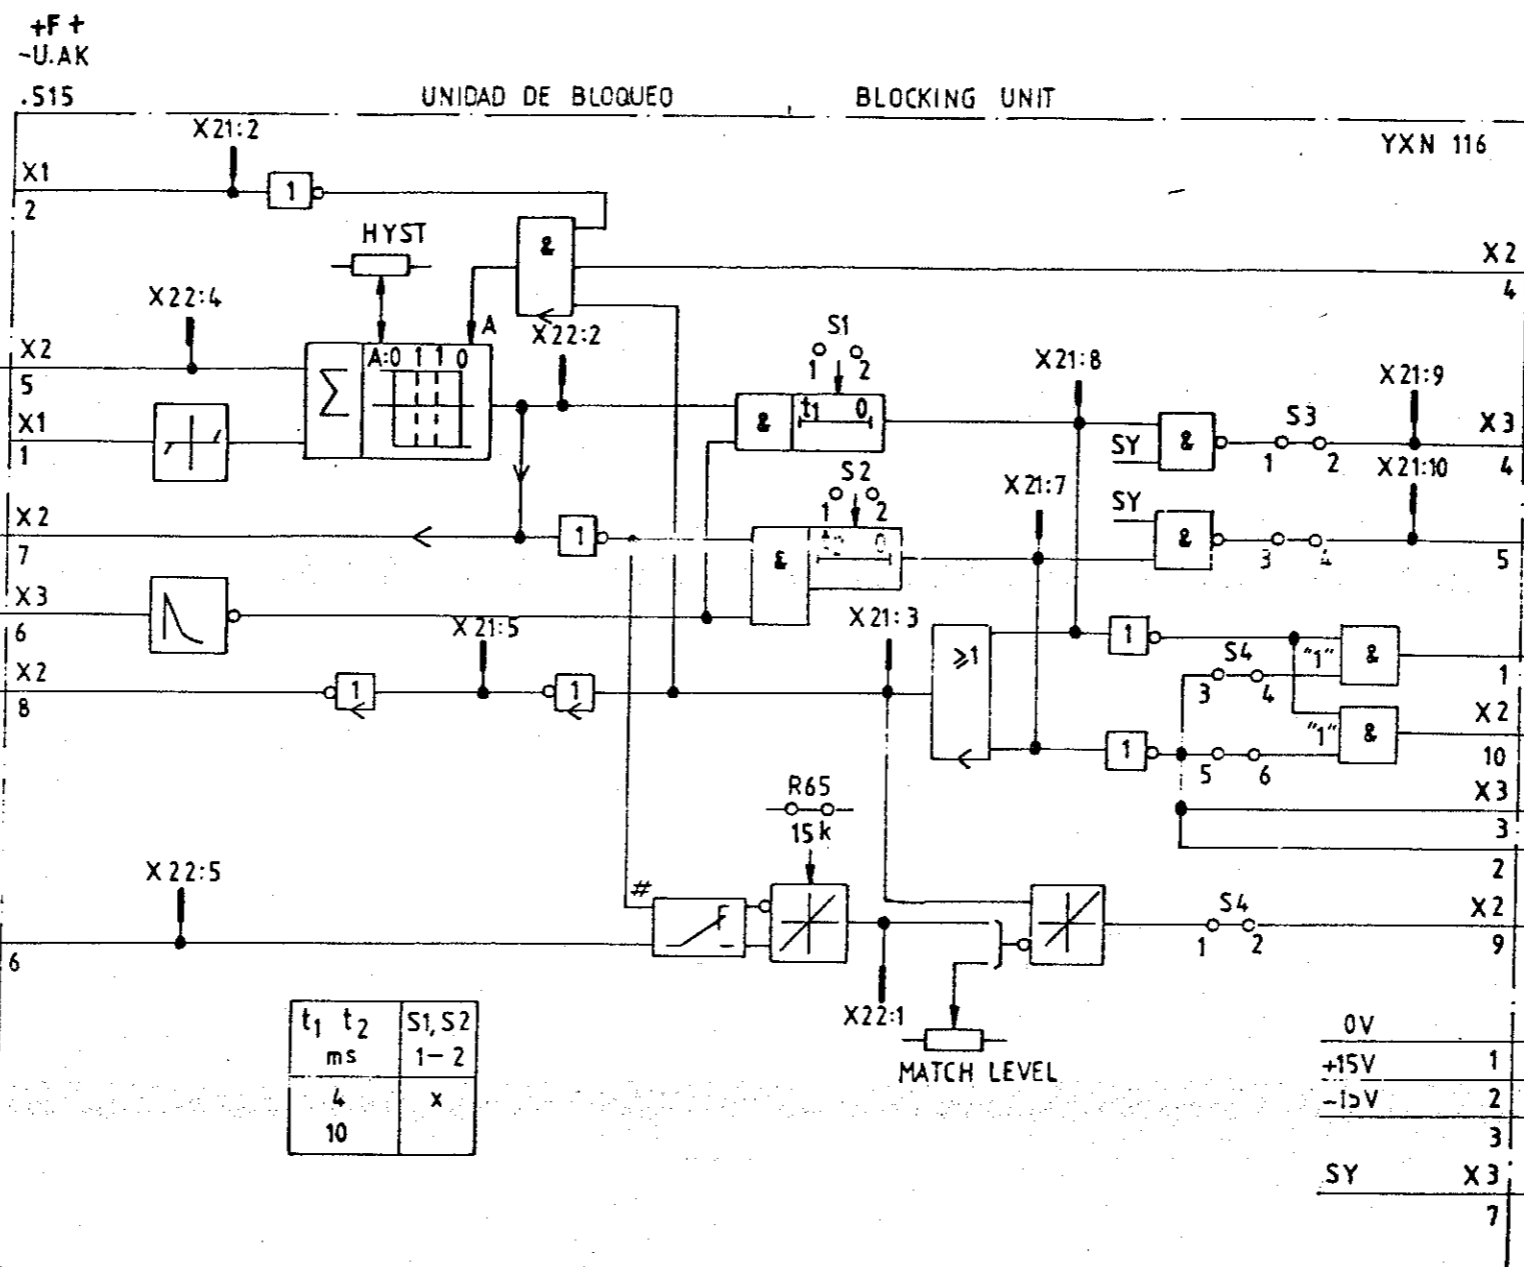 +F+
-U.AK
.515
UNIDAD DE BLOQUEO
BLOCKING UNIT
YXN 116
X21:2
X1
2
1
HYST
&
X2
4
X22:4
A
X22:2
S1
1 2
X21:8
X21:9
X2
5
Σ
A:0 1 1 0
X1
1
&
t1 0
SY
&
S3
1 2
X3
4
X21:10
S2
1 2
X21:7
SY
X2
7
1
&
0
&
3 4
5
X3
6
X21:5
X21:3
X2
8
1
1
≥1
1
"1"
&
1
S4
3 4
X2
10
"1"
&
1
5 6
R65
15k
X3
3
2
X22:5
#
S4
1 2
X2
9
6
X22:1
MATCH LEVEL
t1 t2
ms
S1,S2
1-2
4
x
10
0V
+15V
1
-15V
2
3
SY
X3
7